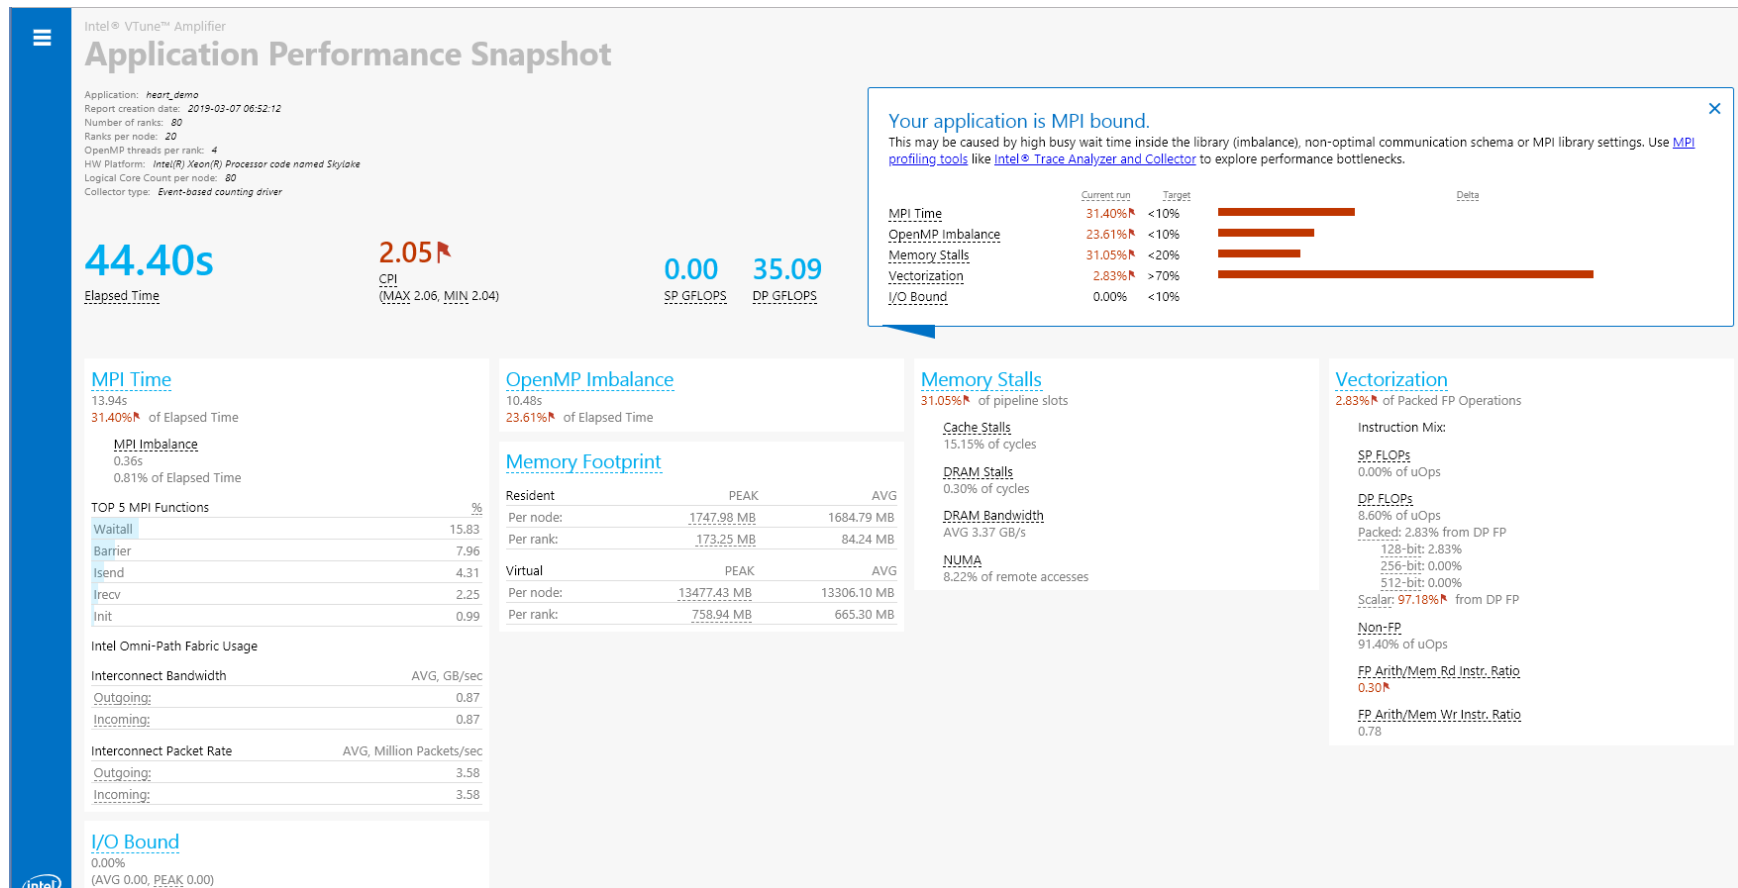 Intel® VTune™ Amplifier
Application Performance Snapshot
Application: heart_demo
Report creation date: 2019-03-07 06:52:12
Number of ranks: 80
Ranks per node: 20
OpenMP threads per rank: 4
HW Platform: Intel(R) Xeon(R) Processor code named Skylake
Logical Core Count per node: 80
Collector type: Event-based counting driver
44.40s
Elapsed Time
2.05
CPI
(MAX 2.06, MIN 2.04)
0.00
SP GFLOPS
35.09
DP GFLOPS
Your application is MPI bound.
This may be caused by high busy wait time inside the library (imbalance), non-optimal communication schema or MPI library settings. Use MPI
profiling tools like Intel® Trace Analyzer and Collector to explore performance bottlenecks.
Current run Target Delta
MPI Time 31.40% <10%
OpenMP Imbalance 23.61% <10%
Memory Stalls 31.05% <20%
Vectorization 2.83% >70%
I/O Bound 0.00% <10%
MPI Time
13.94s
31.40% of Elapsed Time
MPI Imbalance
0.36s
0.81% of Elapsed Time
TOP 5 MPI Functions %
Waitall 15.83
Barrier 7.96
Isend 4.31
Irecv 2.25
Init 0.99
Intel Omni-Path Fabric Usage
Interconnect Bandwidth AVG, GB/sec
Outgoing: 0.87
Incoming: 0.87
Interconnect Packet Rate AVG, Million Packets/sec
Outgoing: 3.58
Incoming: 3.58
I/O Bound
0.00%
(AVG 0.00, PEAK 0.00)
OpenMP Imbalance
10.48s
23.61% of Elapsed Time
Memory Footprint
Resident PEAK AVG
Per node: 1747.98 MB 1684.79 MB
Per rank: 173.25 MB 84.24 MB
Virtual PEAK AVG
Per node: 13477.43 MB 13306.10 MB
Per rank: 758.94 MB 665.30 MB
Memory Stalls
31.05% of pipeline slots
Cache Stalls
15.15% of cycles
DRAM Stalls
0.30% of cycles
DRAM Bandwidth
AVG 3.37 GB/s
NUMA
8.22% of remote accesses
Vectorization
2.83% of Packed FP Operations
Instruction Mix:
SP FLOPs
0.00% of uOps
DP FLOPs
8.60% of uOps
Packed: 2.83% from DP FP
128-bit: 2.83%
256-bit: 0.00%
512-bit: 0.00%
Scalar: 97.18% from DP FP
Non-FP
91.40% of uOps
FP Arith/Mem Rd Instr. Ratio
0.30
FP Arith/Mem Wr Instr. Ratio
0.78
intel